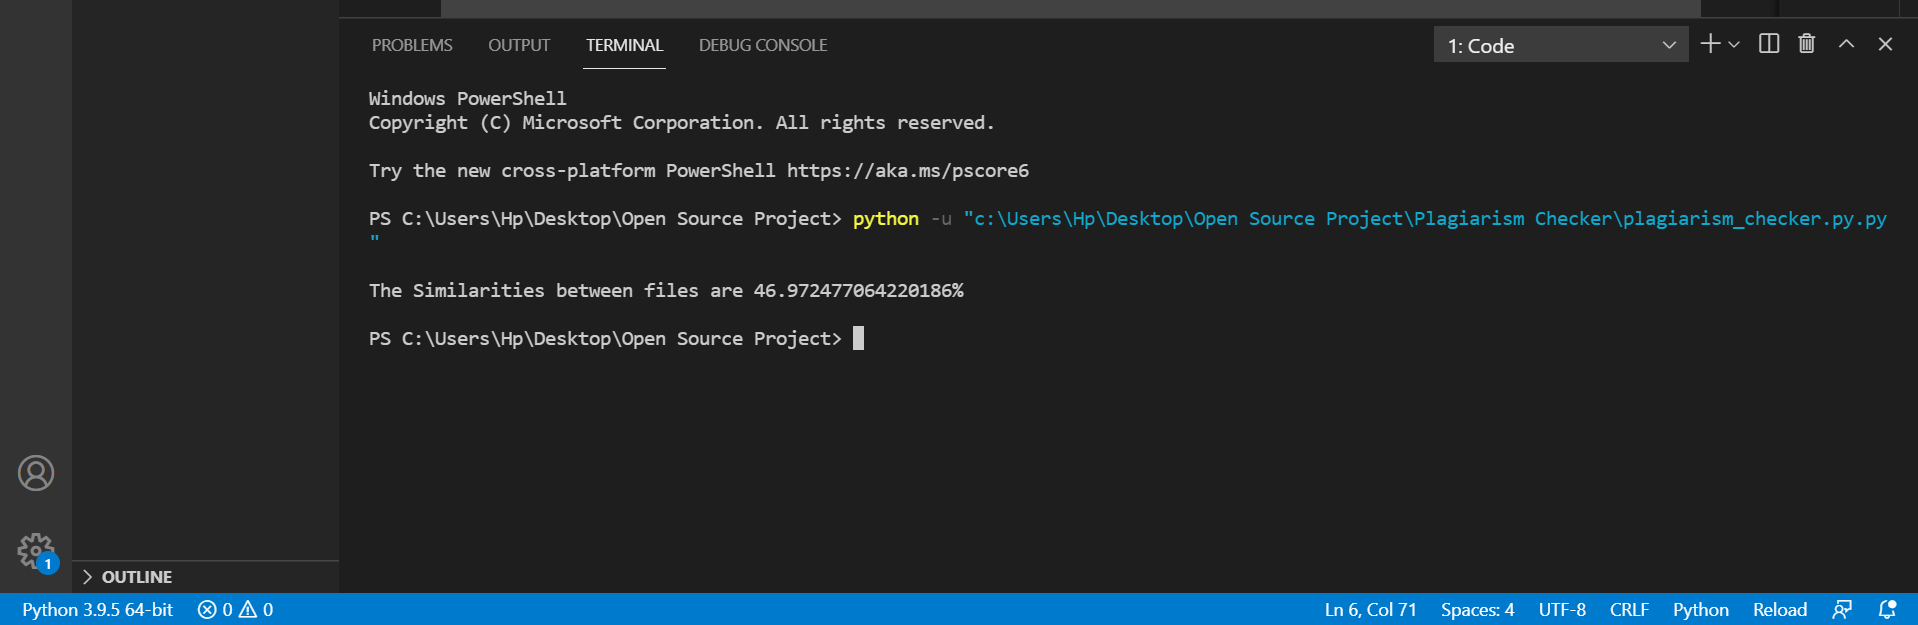 PROBLEMS OUTPUT TERMINAL DEBUG CONSOLE 1: Code
Windows PowerShell
Copyright (C) Microsoft Corporation. All rights reserved.
Try the new cross-platform PowerShell https://aka.ms/pscore6
PS C:\Users\Hp\Desktop\Open Source Project> python -u "c:\Users\Hp\Desktop\Open Source Project\Plagiarism Checker\plagiarism_checker.py.py
"
The Similarities between files are 46.972477064220186%
PS C:\Users\Hp\Desktop\Open Source Project>
1
OUTLINE
Python 3.9.5 64-bit 0 0 Ln 6, Col 71 Spaces: 4 UTF-8 CRLF Python Reload